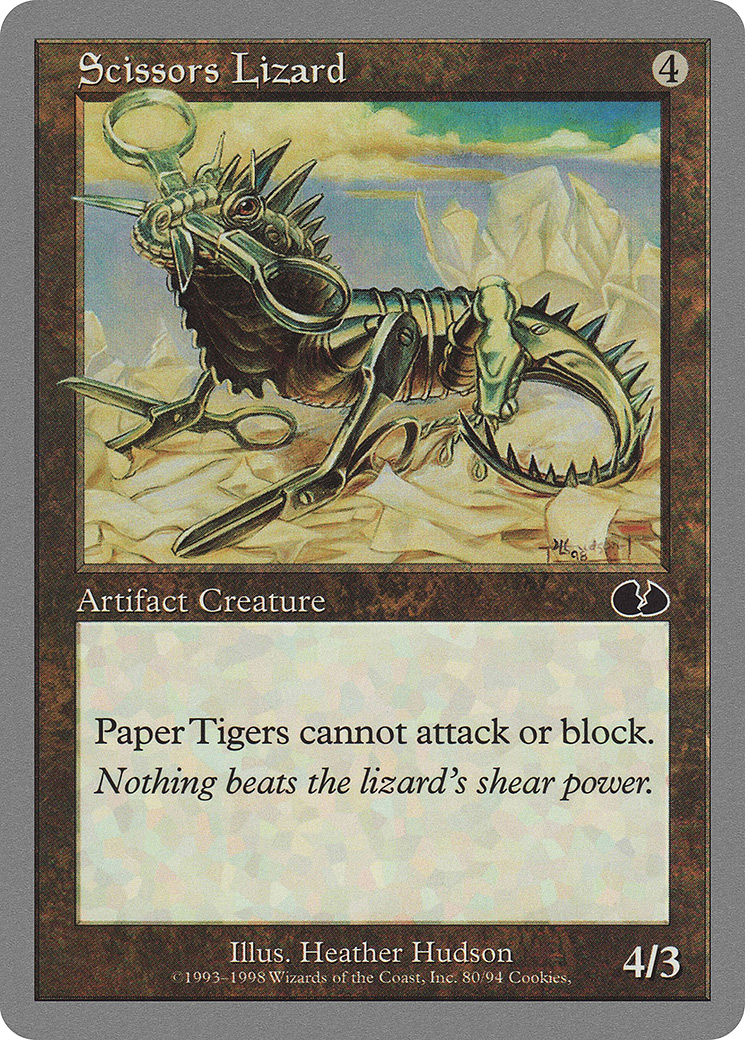 Scissors Lizard 4
Artifact Creature
Paper Tigers cannot attack or block.
Nothing beats the lizard's shear power.
Illus. Heather Hudson
©1993–1998 Wizards of the Coast, Inc. 80/94 Cookies,
4/3